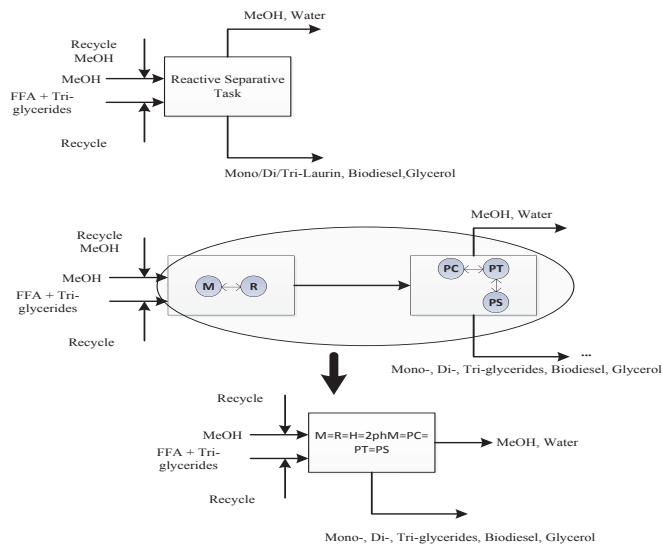 MeOH, Water
Recycle
MeOH
MeOH
FFA + Tri-
glycerides
Recycle
Reactive Separative
Task
Mono/Di/Tri-Laurin, Biodiesel,Glycerol
MeOH, Water
Recycle
MeOH
MeOH
FFA + Tri-
glycerides
Recycle
M
R
PC
PT
PS
...
Mono-, Di-, Tri-glycerides, Biodiesel, Glycerol
Recycle
MeOH
FFA + Tri-
glycerides
Recycle
M=R=H=2phM=PC=
PT=PS
MeOH, Water
Mono-, Di-, Tri-glycerides, Biodiesel, Glycerol